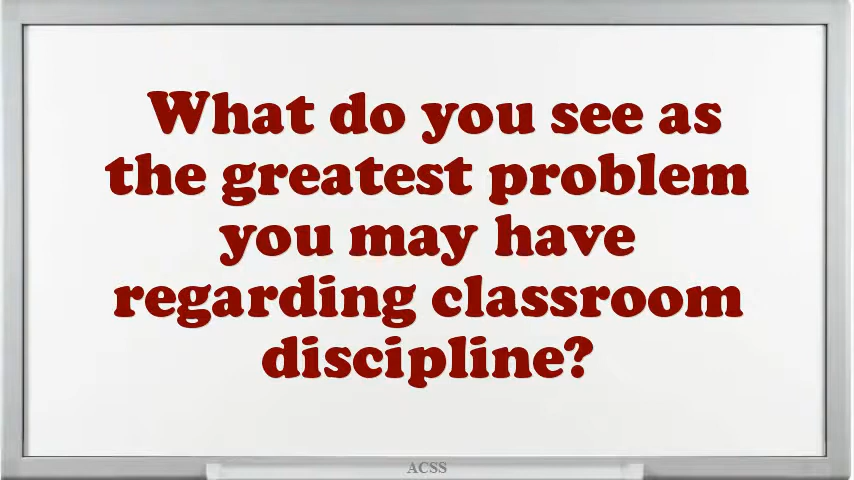 What do you see as
the greatest problem
you may have
regarding classroom
discipline?
ACSS